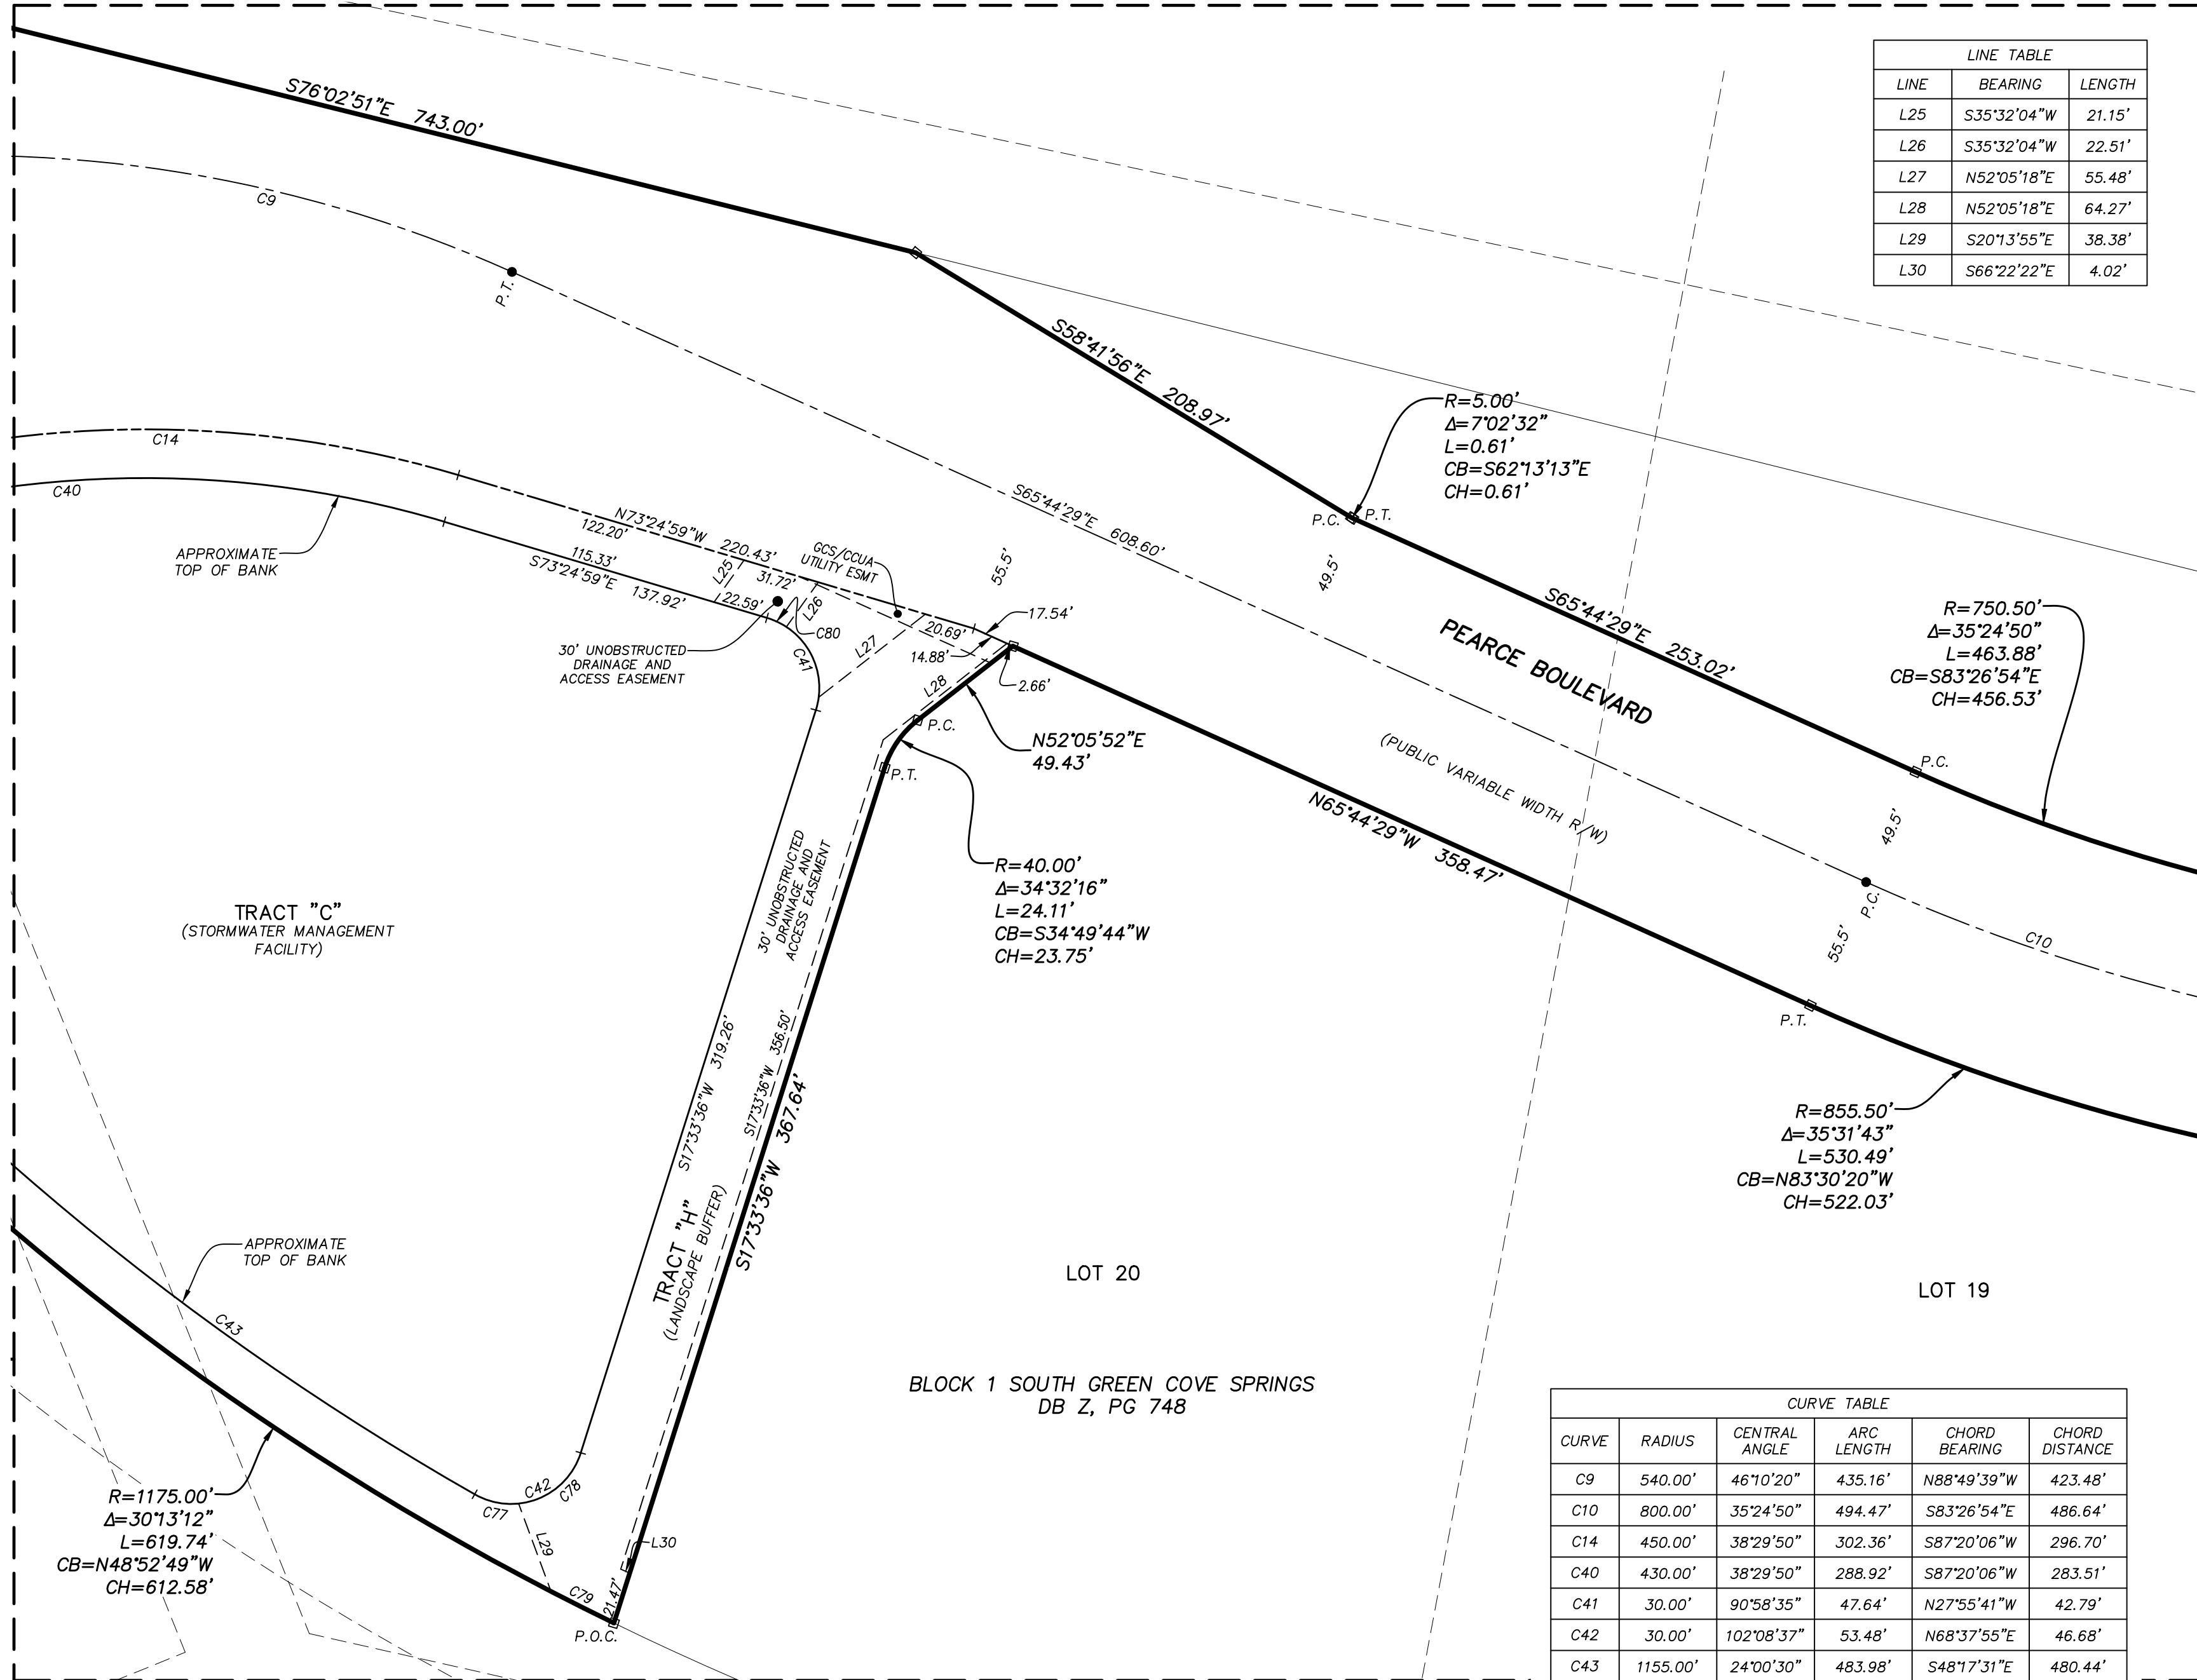 LINE TABLE
LINE BEARING LENGTH
L25 S35°32'04"W 21.15'
L26 S35°32'04"W 22.51'
L27 N52°05'18"E 55.48'
L28 N52°05'18"E 64.27'
L29 S20°13'55"E 38.38'
L30 S66°22'22"E 4.02'
S76°02'51"E 743.00'
C9
P.T.
S58°41'56"E 208.97'
R=5.00'
Δ=7°02'32"
L=0.61'
CB=S62°13'13"E
CH=0.61'
P.C.
P.T.
49.5'
C14
C40
APPROXIMATE
TOP OF BANK
N73°24'59"W 220.43'
122.20'
115.33'
S73°24'59"E 137.92'
L25
31.72'
22.59'
L26
C80
GCS/CCUA
UTILITY ESMT
30' UNOBSTRUCTED
DRAINAGE AND
ACCESS EASEMENT
C41
L27
20.69'
14.88'
17.54'
2.66'
L28
55.5'
S65°44'29"E 608.60'
S65°44'29"E 253.02'
PEARCE BOULEVARD
(PUBLIC VARIABLE WIDTH R/W)
N65°44'29"W 358.47'
R=750.50'
Δ=35°24'50"
L=463.88'
CB=S83°26'54"E
CH=456.53'
P.C.
49.5'
P.C.
55.5'
C10
P.T.
P.C.
P.T.
N52°05'52"E
49.43'
R=40.00'
Δ=34°32'16"
L=24.11'
CB=S34°49'44"W
CH=23.75'
TRACT "C"
(STORMWATER MANAGEMENT
FACILITY)
30' UNOBSTRUCTED
DRAINAGE AND
ACCESS EASEMENT
S17°33'36"W 319.26'
S17°33'36"W 356.50'
S17°33'36"W 367.64'
TRACT "H"
(LANDSCAPE BUFFER)
R=855.50'
Δ=35°31'43"
L=530.49'
CB=N83°30'20"W
CH=522.03'
APPROXIMATE
TOP OF BANK
C43
LOT 20
LOT 19
BLOCK 1 SOUTH GREEN COVE SPRINGS
DB Z, PG 748
R=1175.00'
Δ=30°13'12"
L=619.74'
CB=N48°52'49"W
CH=612.58'
C42
C77
C78
L29
L30
C79
21.47'
P.O.C.
CURVE TABLE
CURVE RADIUS CENTRAL ANGLE ARC LENGTH CHORD BEARING CHORD DISTANCE
C9 540.00' 46°10'20" 435.16' N88°49'39"W 423.48'
C10 800.00' 35°24'50" 494.47' S83°26'54"E 486.64'
C14 450.00' 38°29'50" 302.36' S87°20'06"W 296.70'
C40 430.00' 38°29'50" 288.92' S87°20'06"W 283.51'
C41 30.00' 90°58'35" 47.64' N27°55'41"W 42.79'
C42 30.00' 102°08'37" 53.48' N68°37'55"E 46.68'
C43 1155.00' 24°00'30" 483.98' S48°17'31"E 480.44'